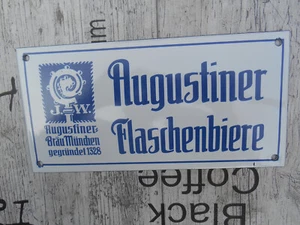 J. W.
Augustiner
Bräu München
gegründet 1328
Augustiner
Flaschenbiere
Coffee
Black